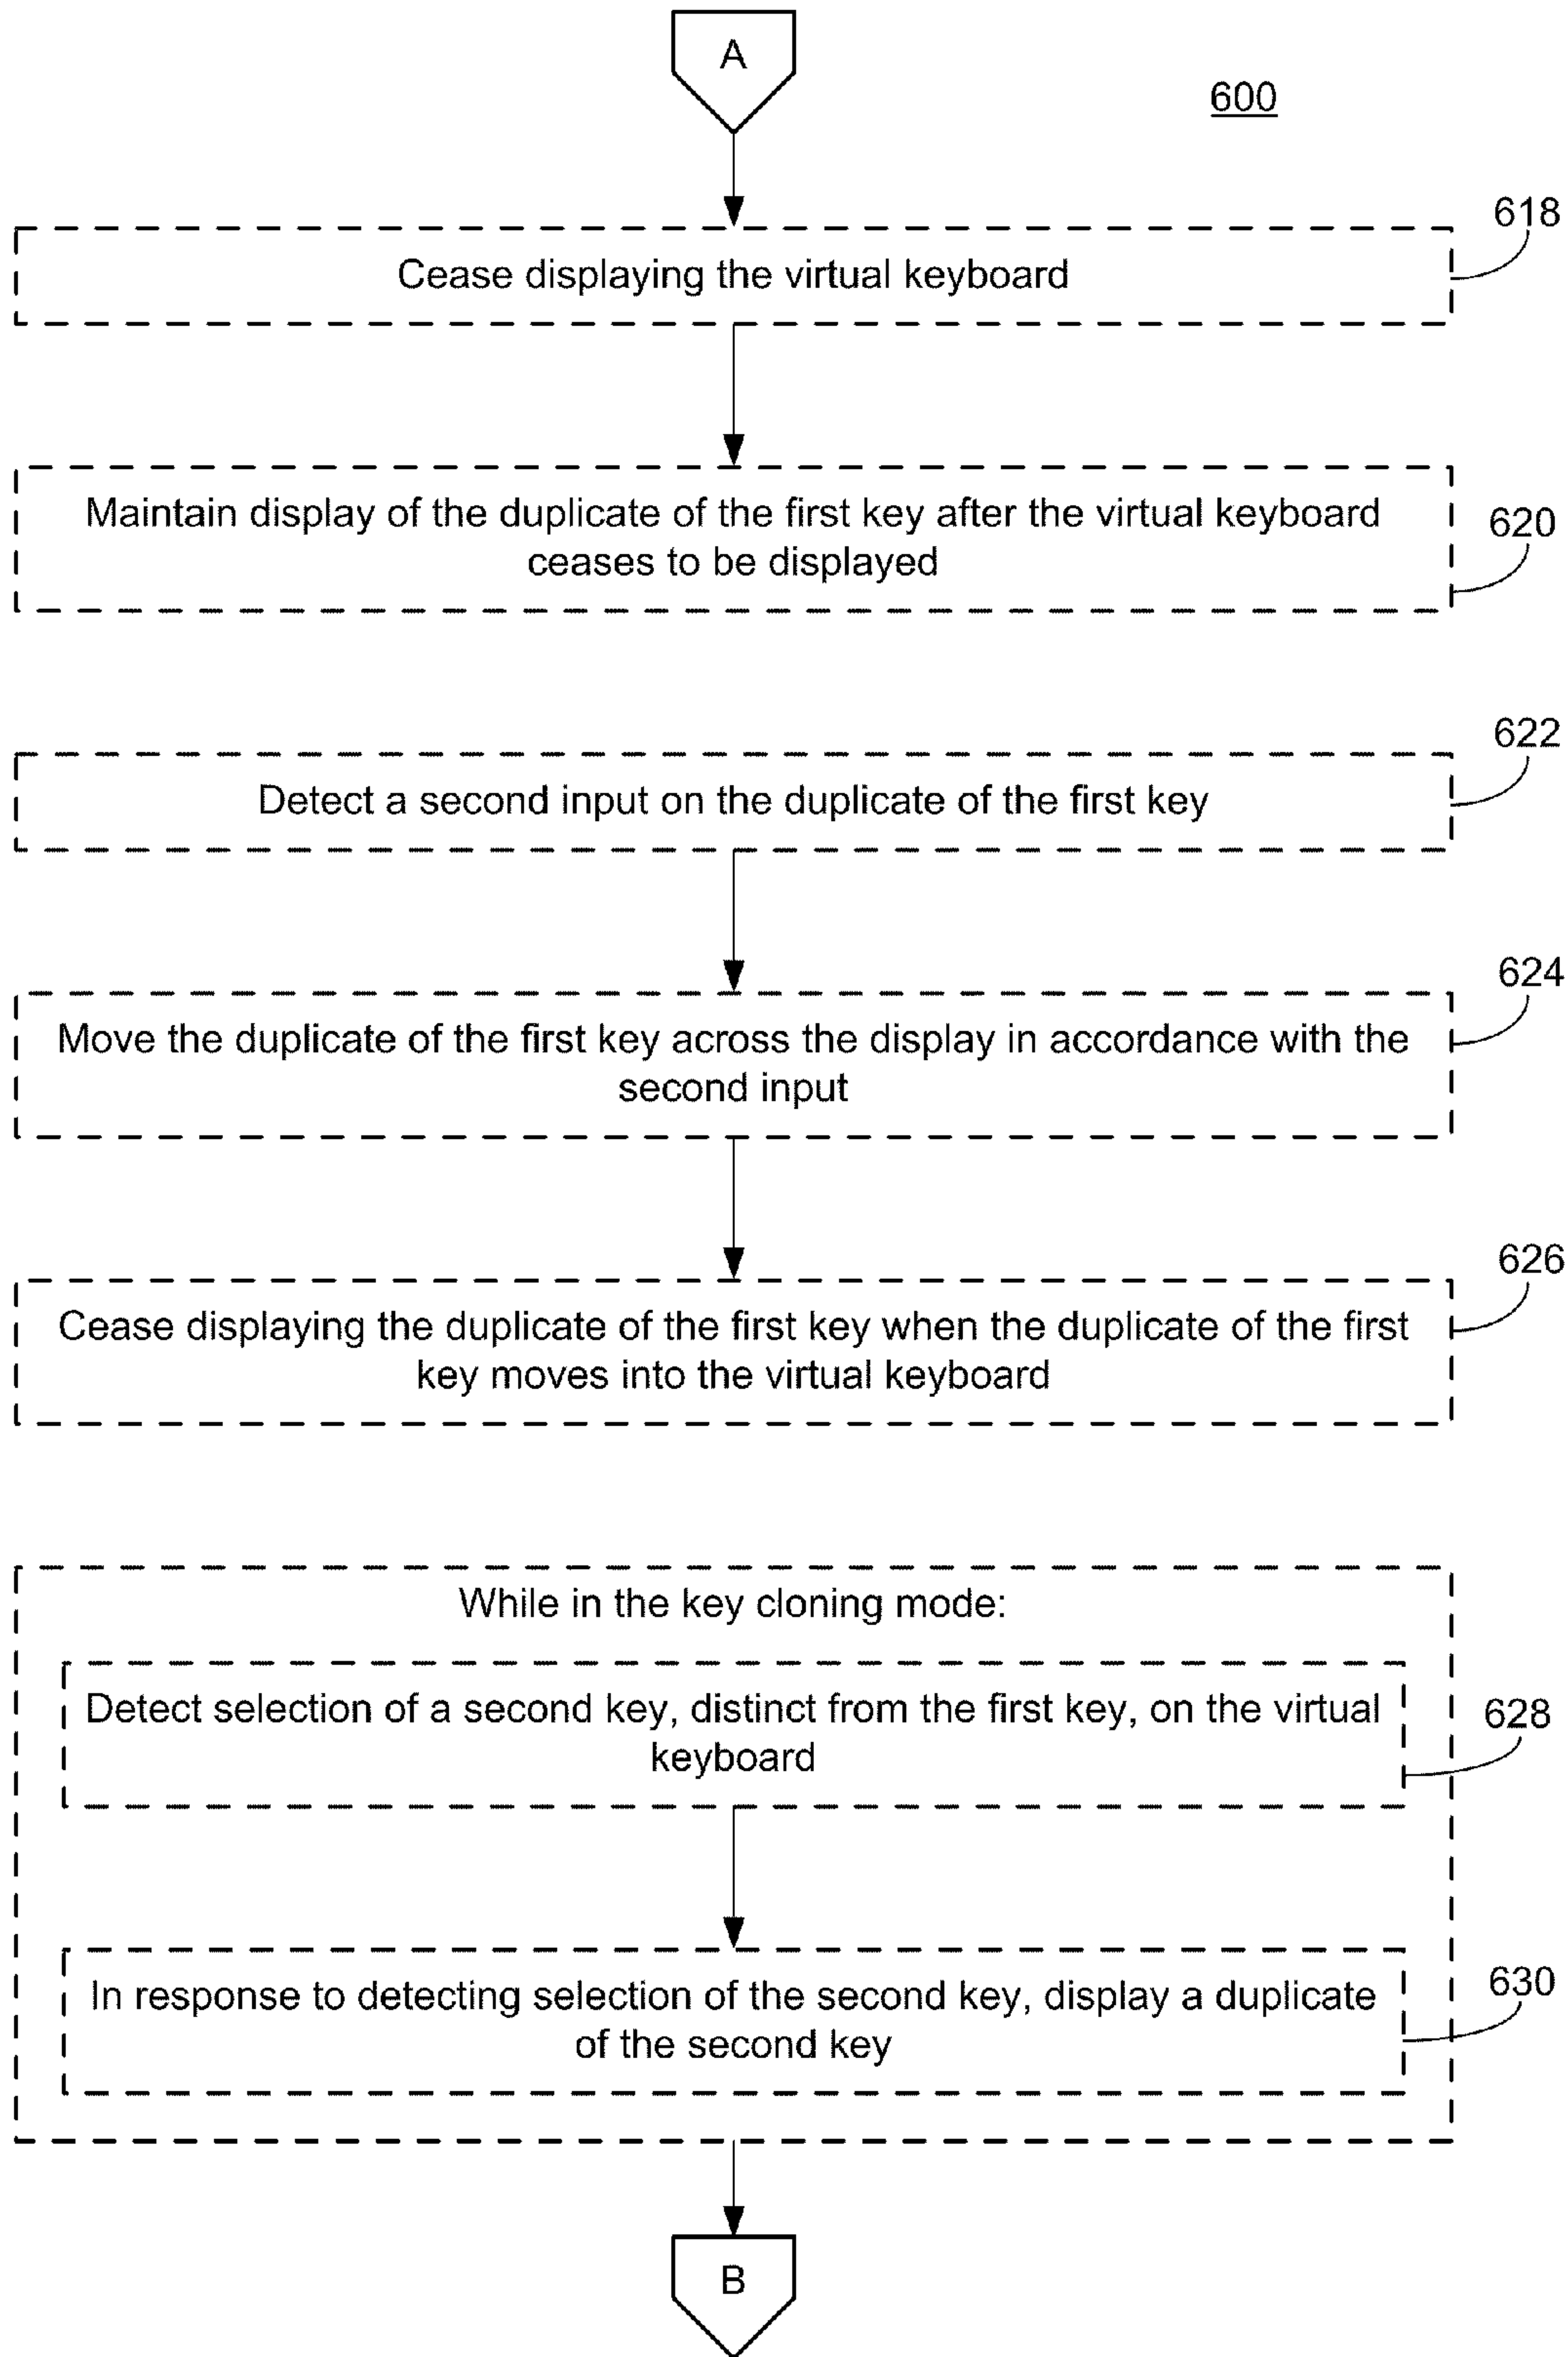 A
600
618
Cease displaying the virtual keyboard
Maintain display of the duplicate of the first key after the virtual keyboard
ceases to be displayed
620
622
Detect a second input on the duplicate of the first key
624
Move the duplicate of the first key across the display in accordance with the
second input
626
Cease displaying the duplicate of the first key when the duplicate of the first
key moves into the virtual keyboard
While in the key cloning mode:
Detect selection of a second key, distinct from the first key, on the virtual
keyboard
628
In response to detecting selection of the second key, display a duplicate
of the second key
630
B